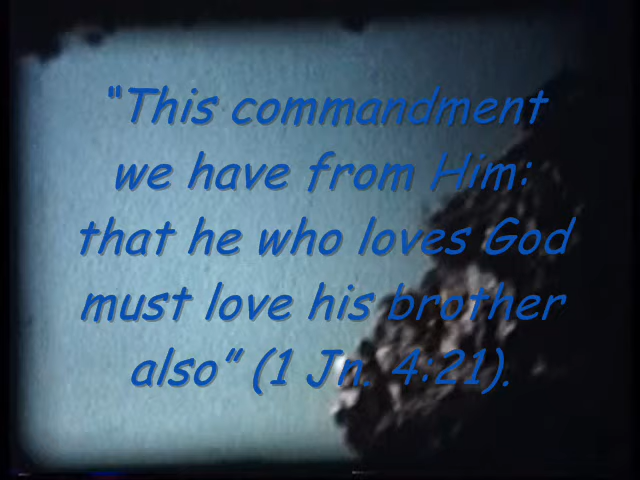 “This commandment
we have from Him:
that he who loves God
must love his brother
also” (1 Jn. 4:21).